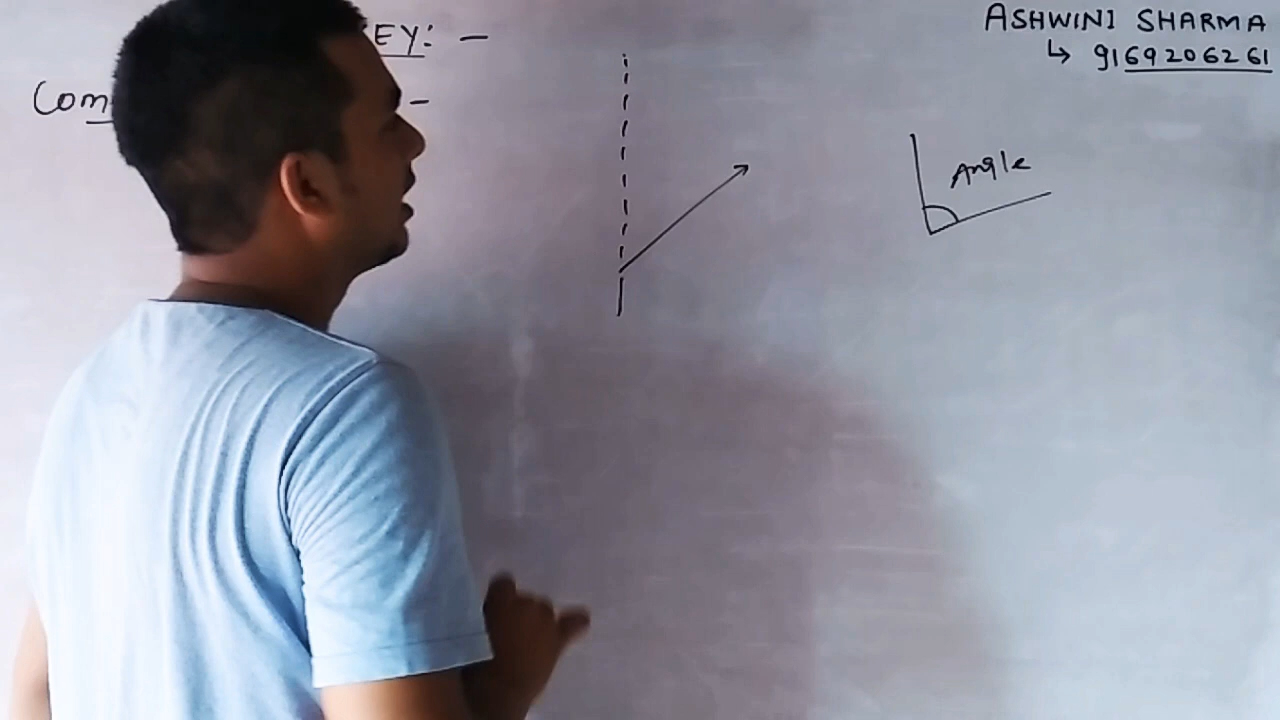 EY: -
ASHWINI SHARMA
↳ 9169206261
Com -
Angle